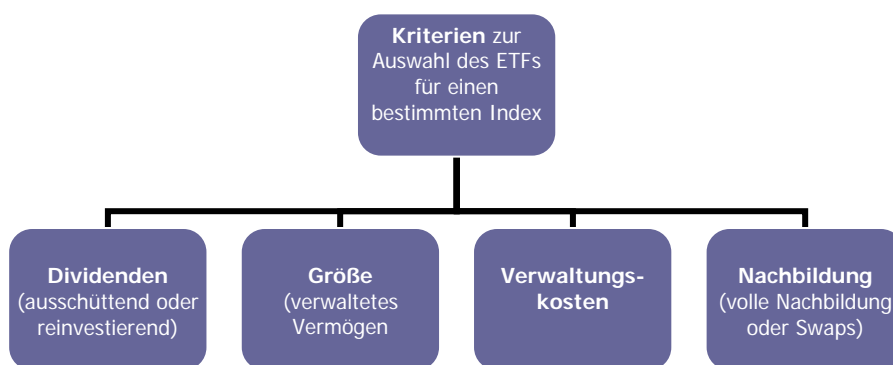 Kriterien zur
Auswahl des ETFs
für einen
bestimmten Index
Dividenden
(ausschüttend oder
reinvestierend)
Größe
(verwaltetes
Vermögen
Verwaltungs-
kosten
Nachbildung
(volle Nachbildung
oder Swaps)